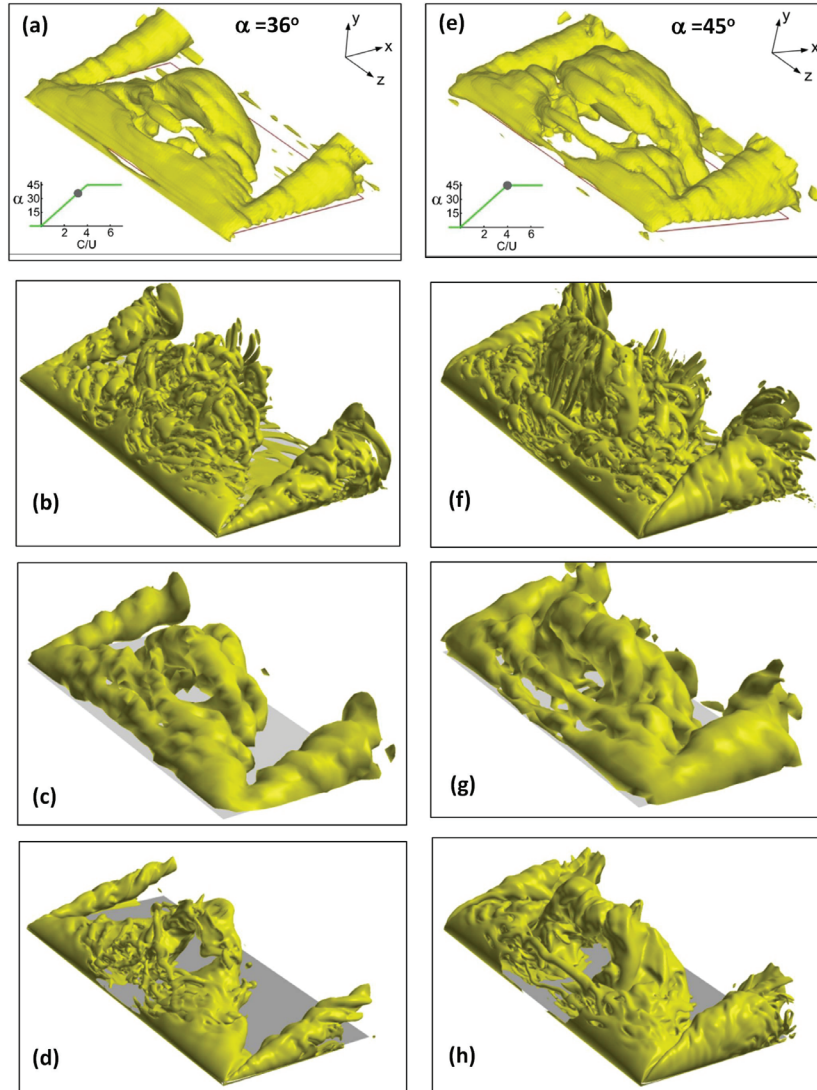 (a)
α =36°
y
x
z
45
30
15
α
2 4 6
C/U
(e)
α =45°
y
x
z
45
30
15
α
2 4 6
C/U
(b)
(f)
(c)
(g)
(d)
(h)